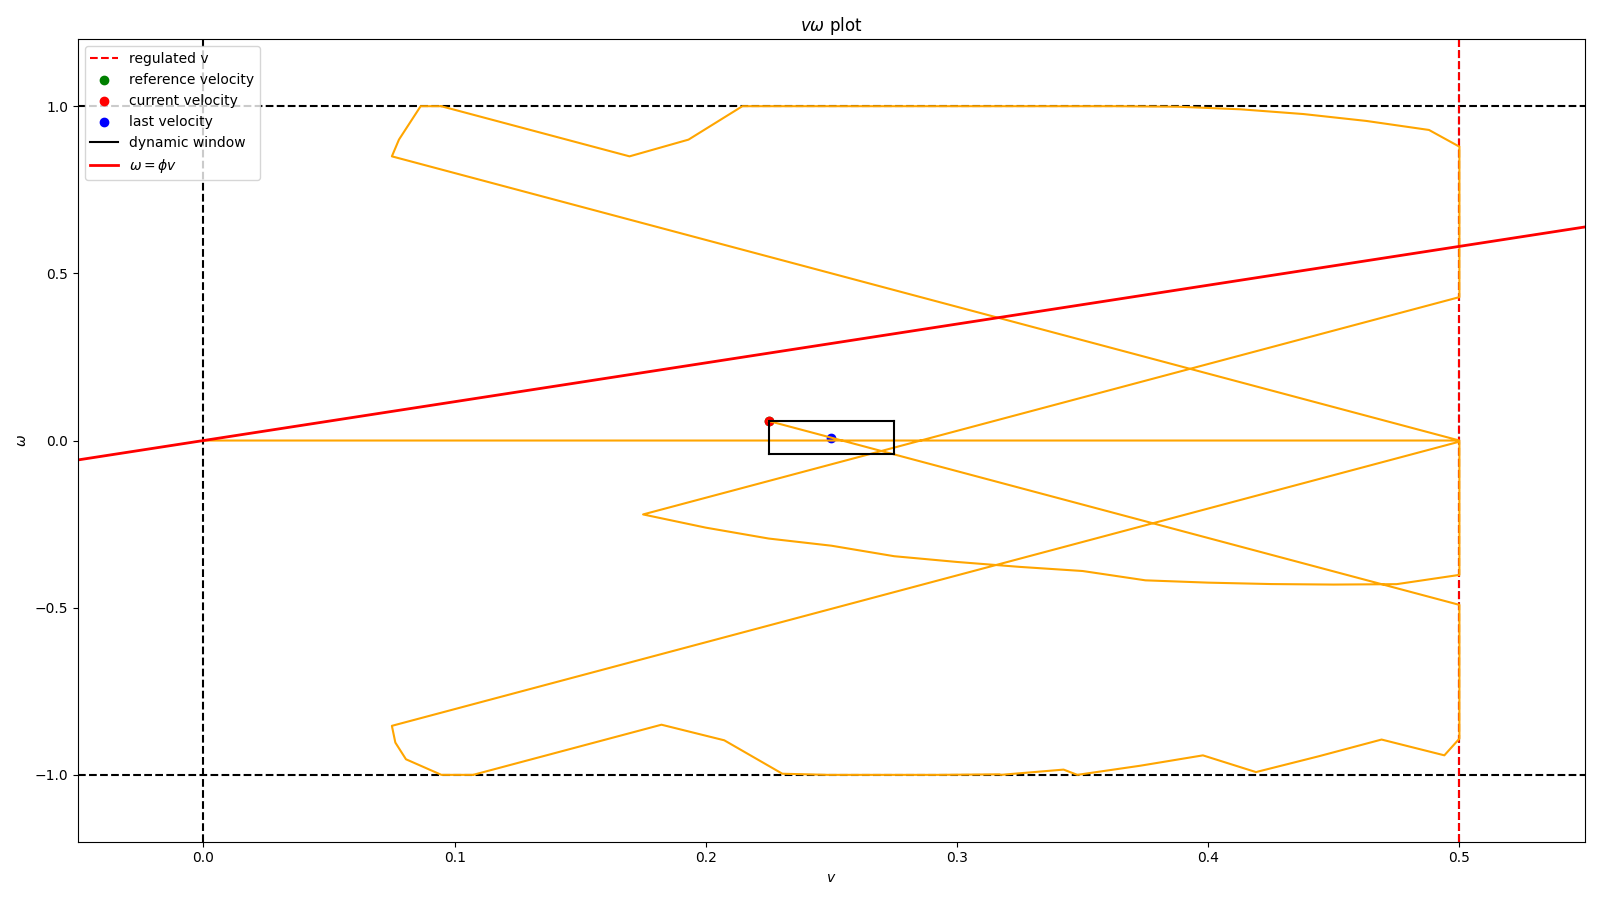 vω plot
regulated v
reference velocity
current velocity
last velocity
dynamic window
ω = ϕv
1.0
0.5
0.0
−0.5
−1.0
ω
0.0 0.1 0.2 0.3 0.4 0.5
v